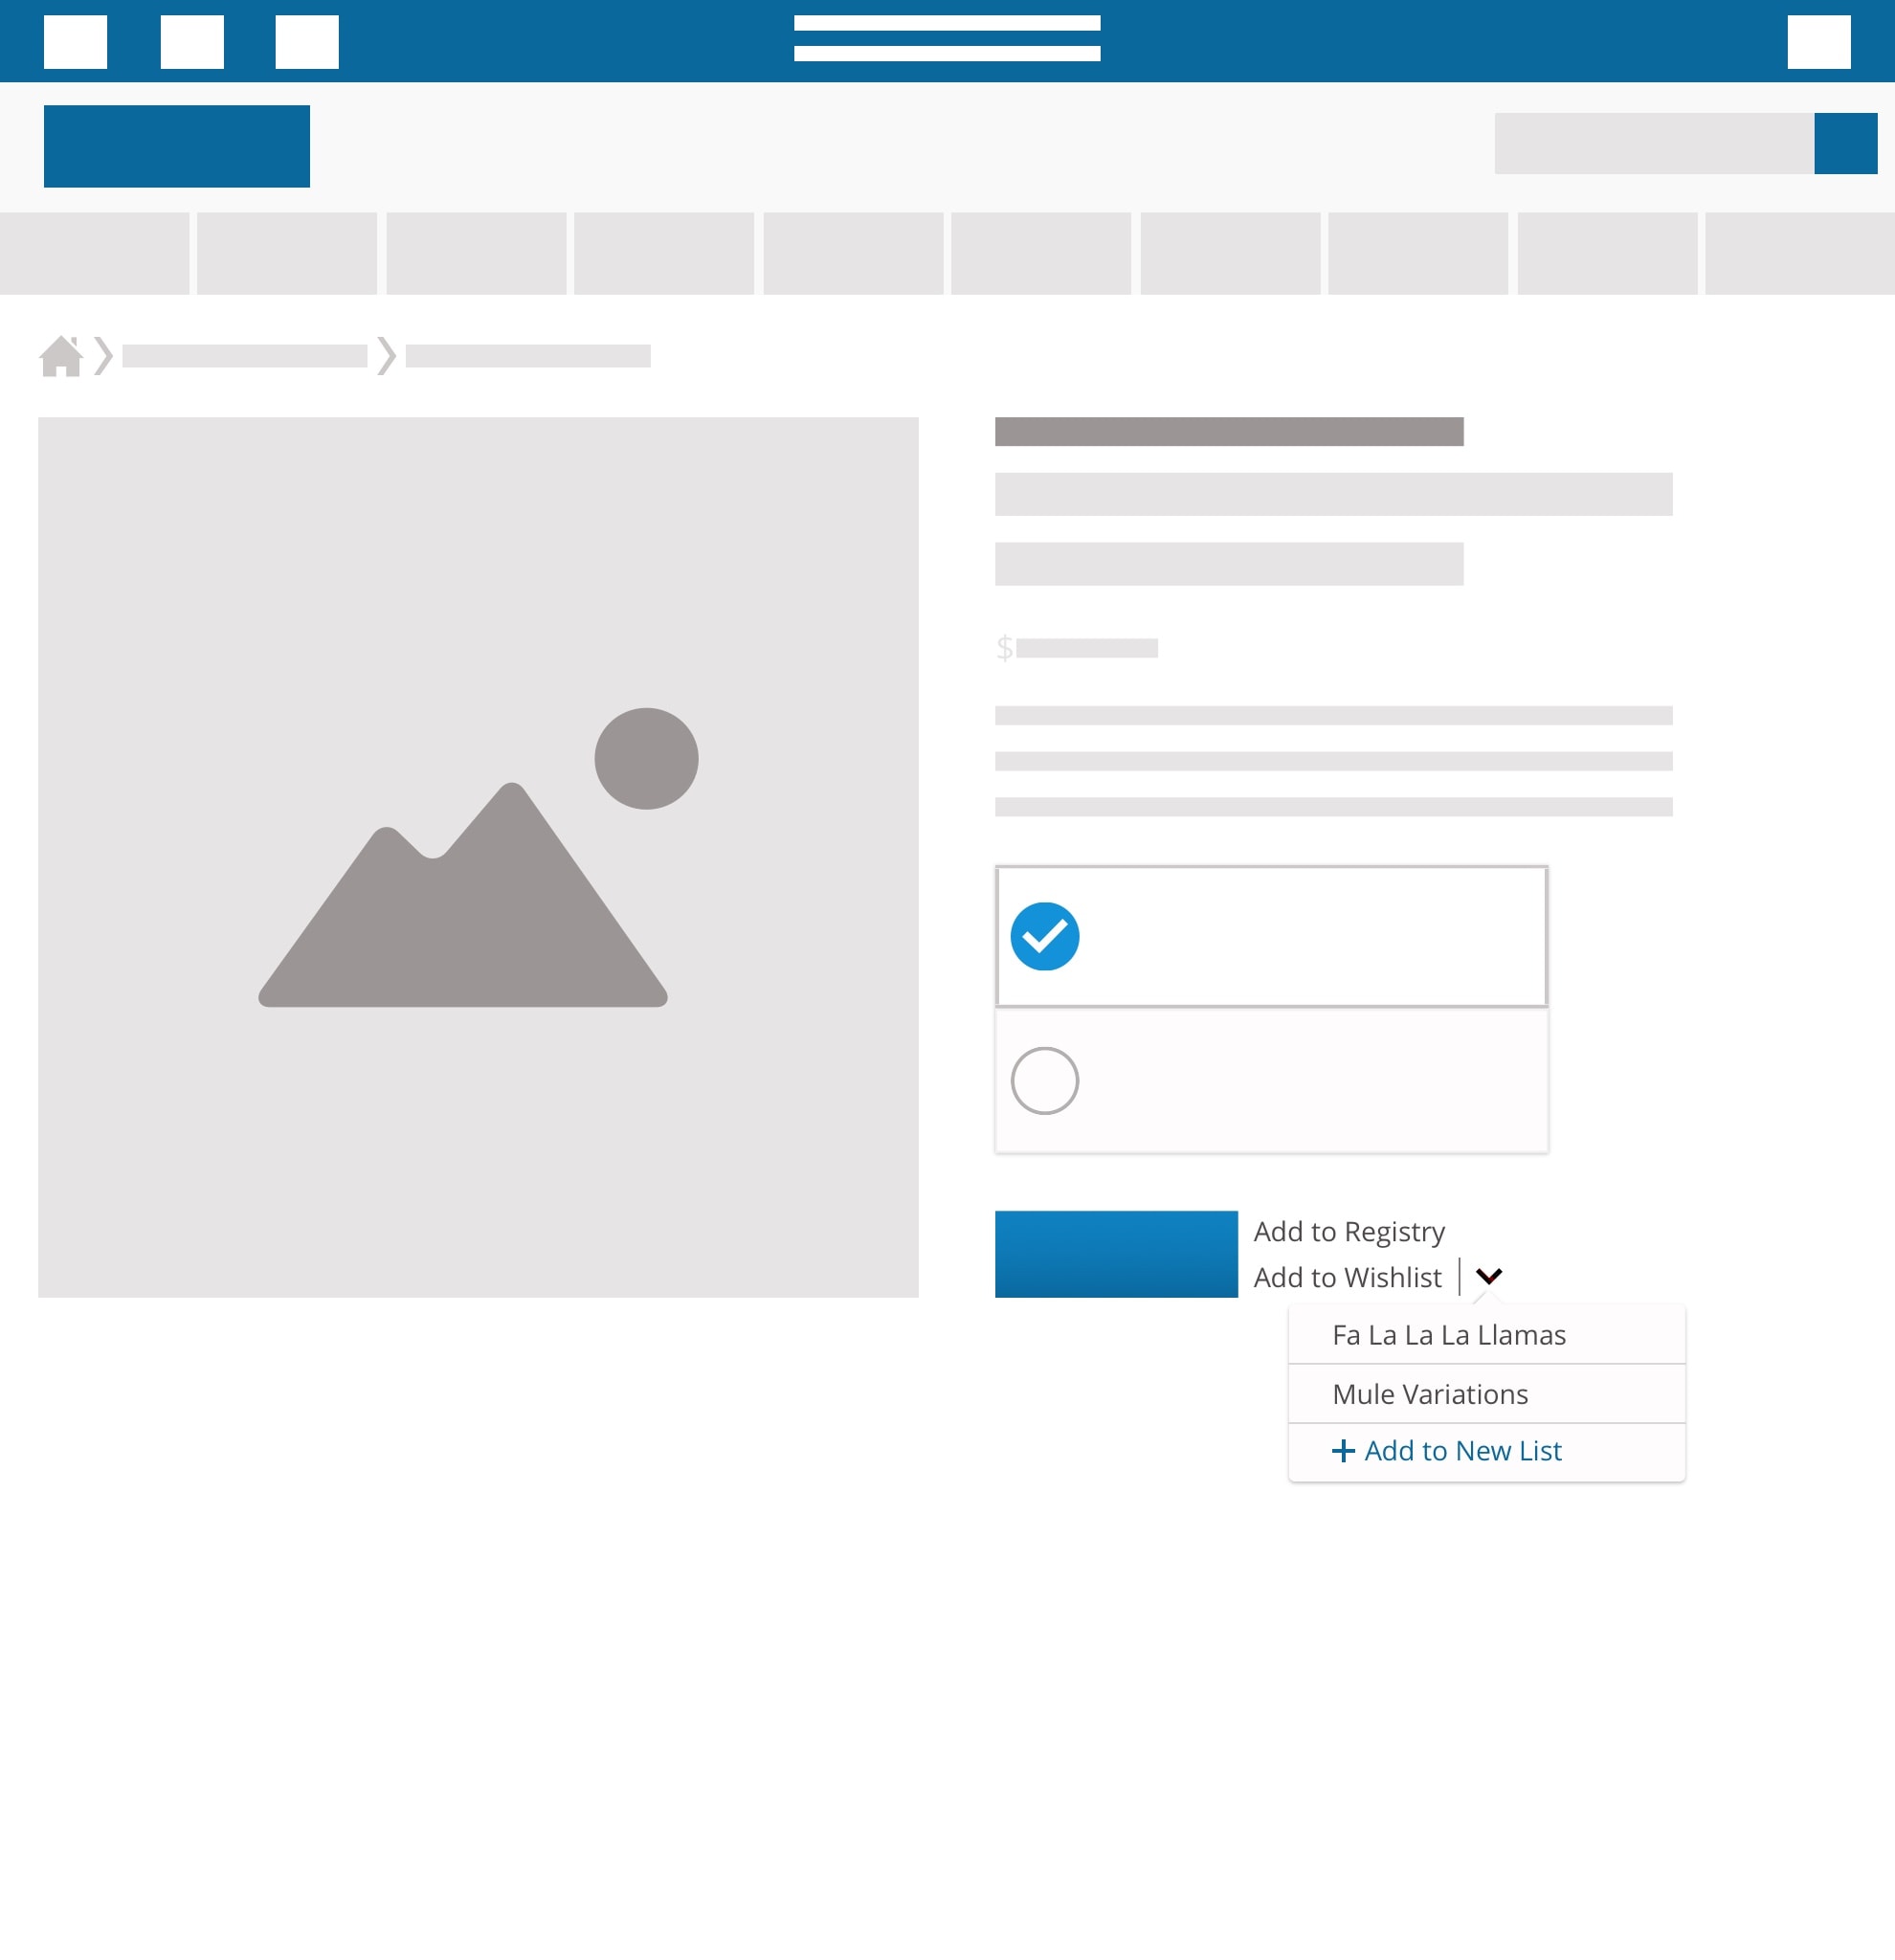 $
Add to Registry
Add to Wishlist
Fa La La La Llamas
Mule Variations
+ Add to New List